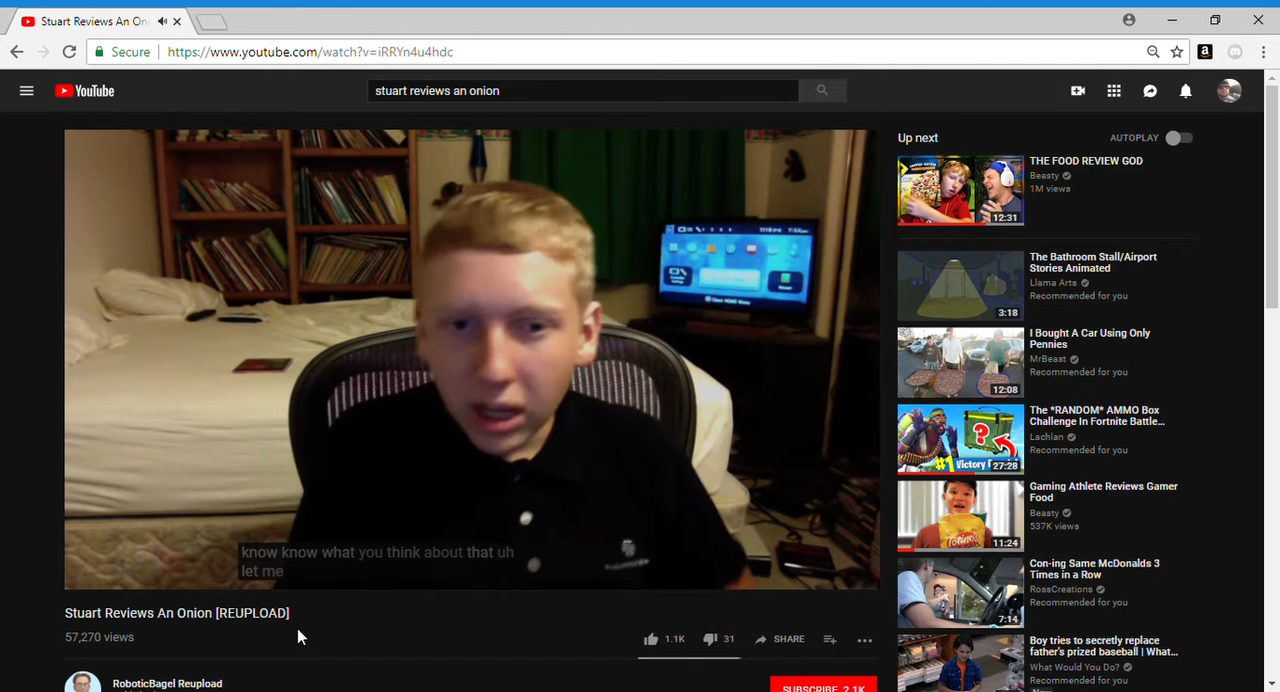 Stuart Reviews An On
Secure
https://www.youtube.com/watch?v=iRRYn4u4hdc
YouTube
stuart reviews an onion
Up next
AUTOPLAY
THE FOOD REVIEW GOD
Beasty
1M views
12:31
The Bathroom Stall/Airport
Stories Animated
Llama Arts
Recommended for you
3:18
I Bought A Car Using Only
Pennies
MrBeast
Recommended for you
12:08
The *RANDOM* AMMO Box
Challenge In Fortnite Battle...
Lachlan
Recommended for you
#1 Victory
27:28
Gaming Athlete Reviews Gamer
Food
Beasty
537K views
Totino's
11:24
Con-ing Same McDonalds 3
Times in a Row
RossCreations
Recommended for you
7:14
Boy tries to secretly replace
father's prized baseball | What...
What Would You Do?
Recommended for you
know know what you think about that uh
let me
Stuart Reviews An Onion [REUPLOAD]
57,270 views
1.1K
31
SHARE
RoboticBagel Reupload
SUBSCRIBE 2.1K